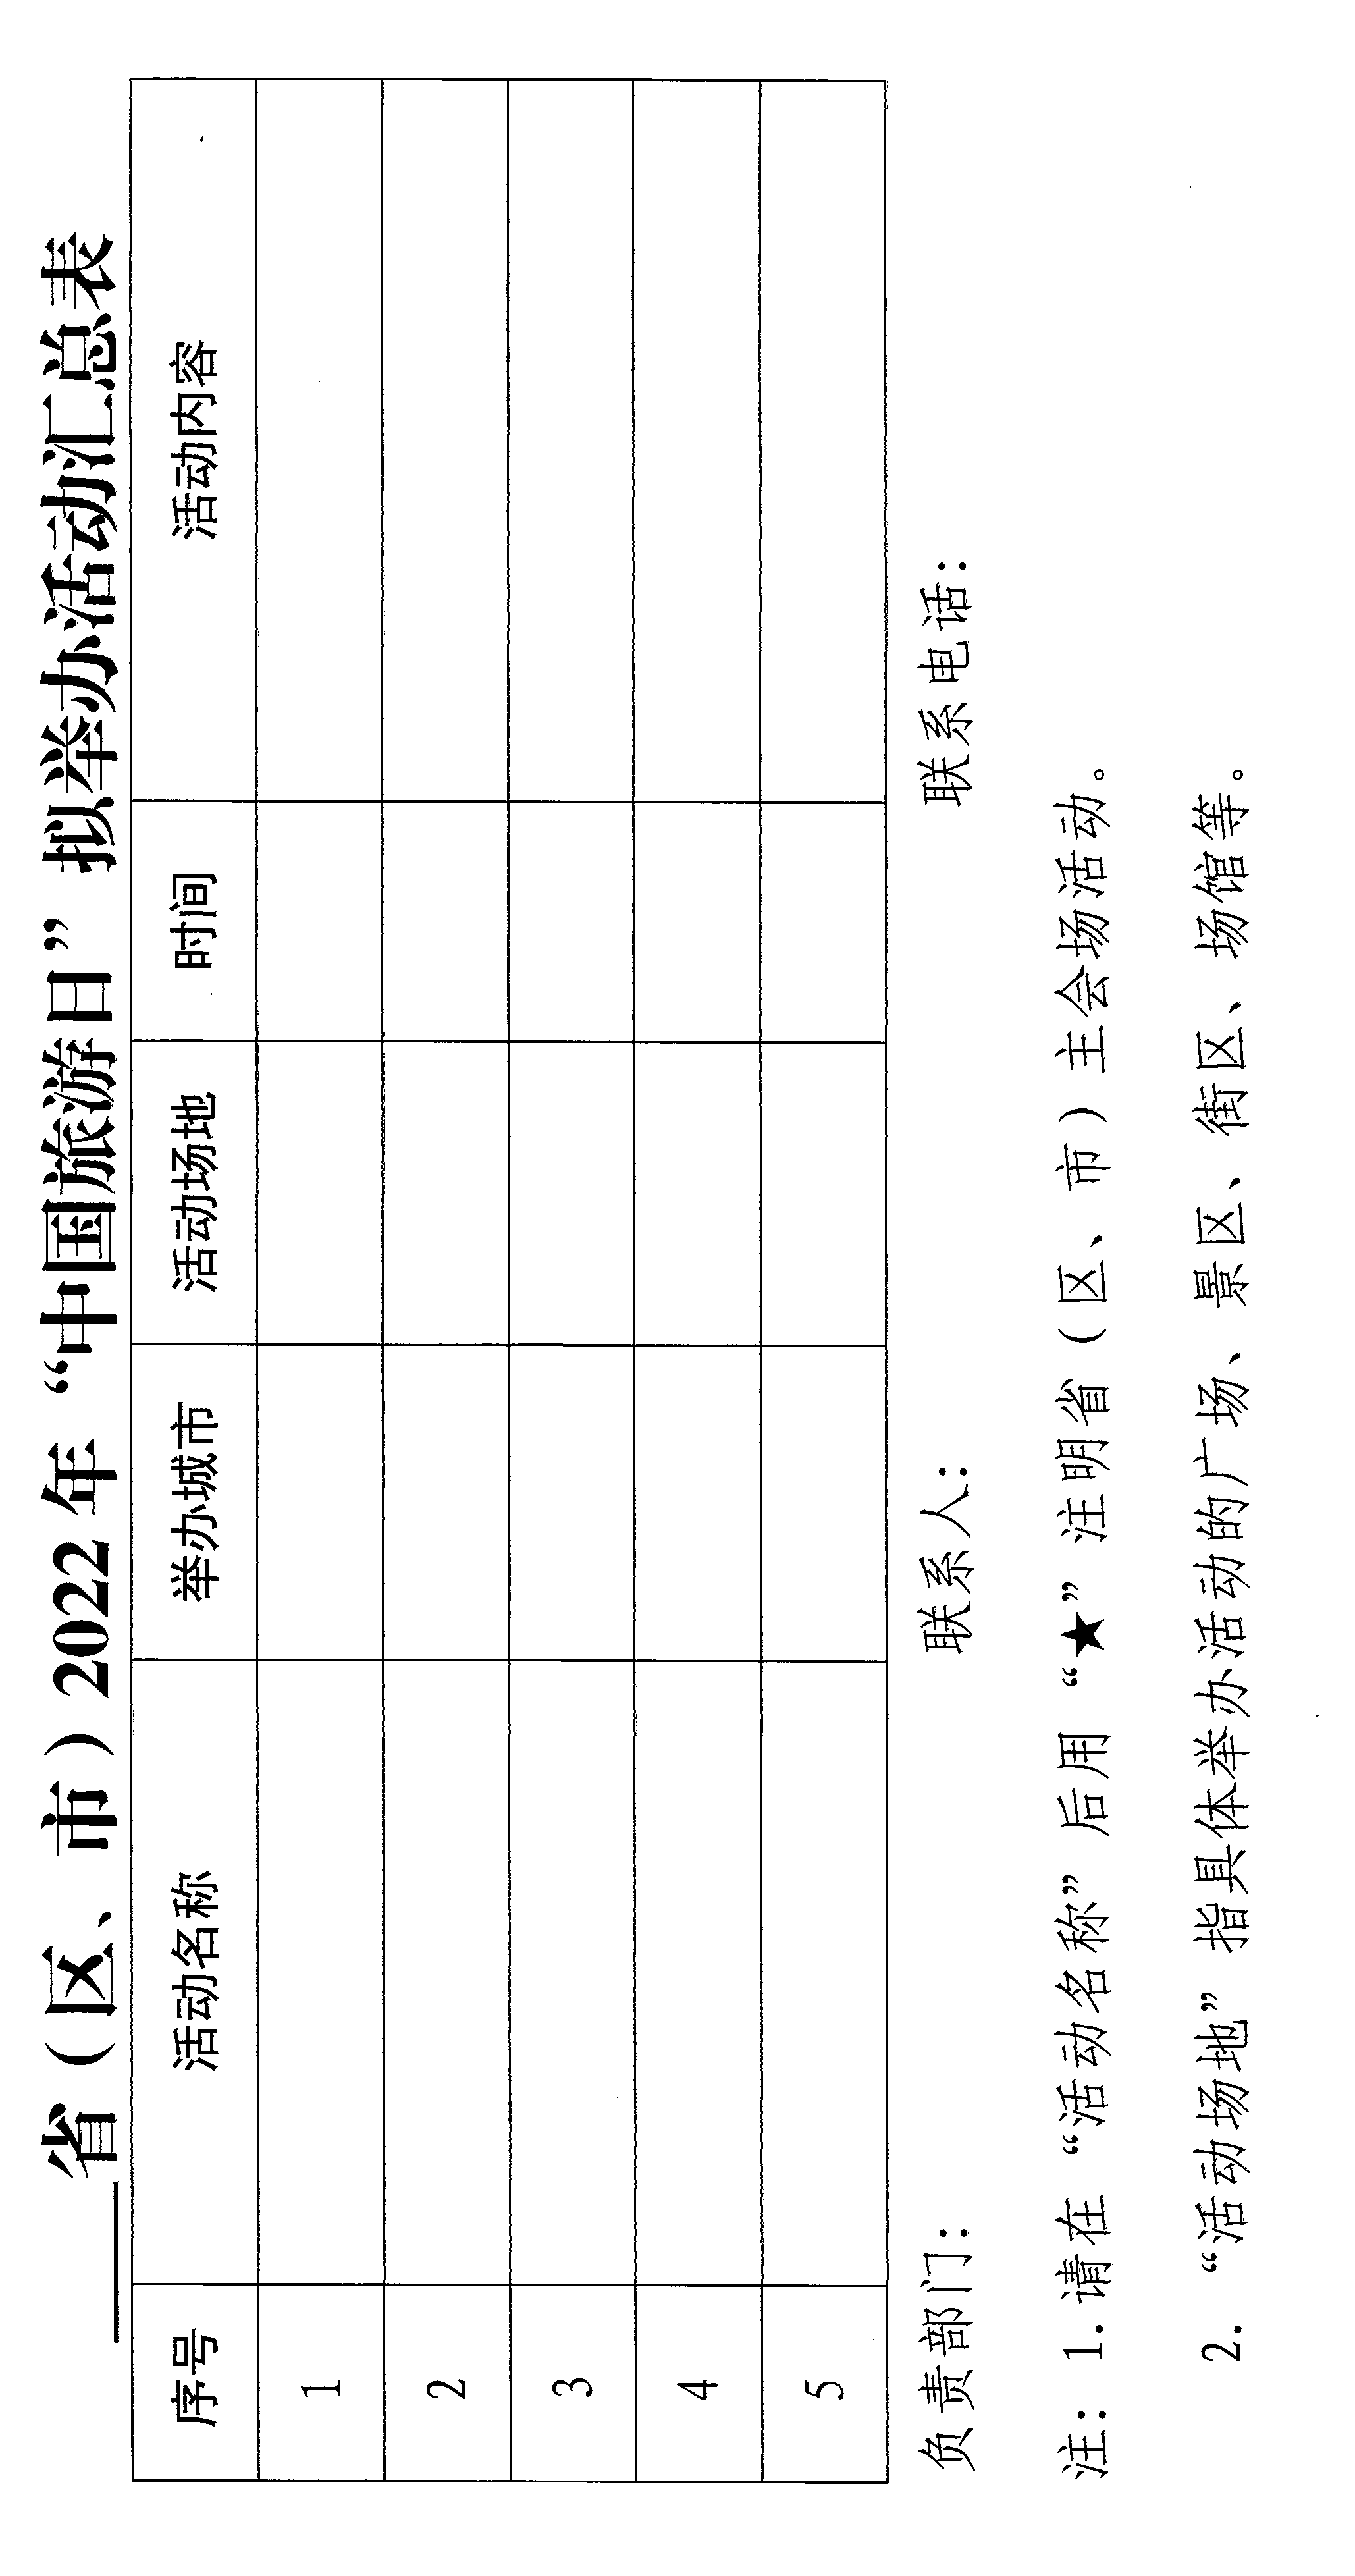 ____省（区、市）2022年“中国旅游日”拟举办活动汇总表
序号 活动名称 举办城市 活动场地 时间 活动内容
1
2
3
4
5
负责部门： 联系人： 联系电话：
注：1.请在“活动名称”后用“★”注明省（区、市）主会场活动。
2.“活动场地”指具体举办活动的广场、景区、街区、场馆等。